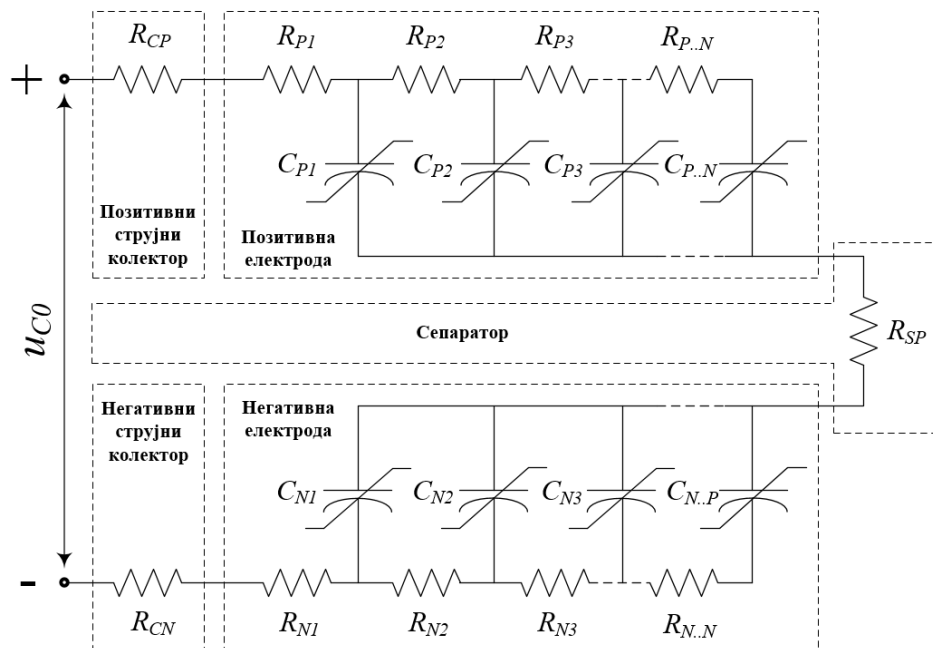 R_CP R_P1 R_P2 R_P3 R_P..N
+
C_P1 C_P2 C_P3 C_P..N
Позитивни
струјни
колектор
Позитивна
електрода
u_C0
Сепаратор
R_SP
Негативни
струјни
колектор
Негативна
електрода
C_N1 C_N2 C_N3 C_N..P
-
R_CN R_N1 R_N2 R_N3 R_N..N